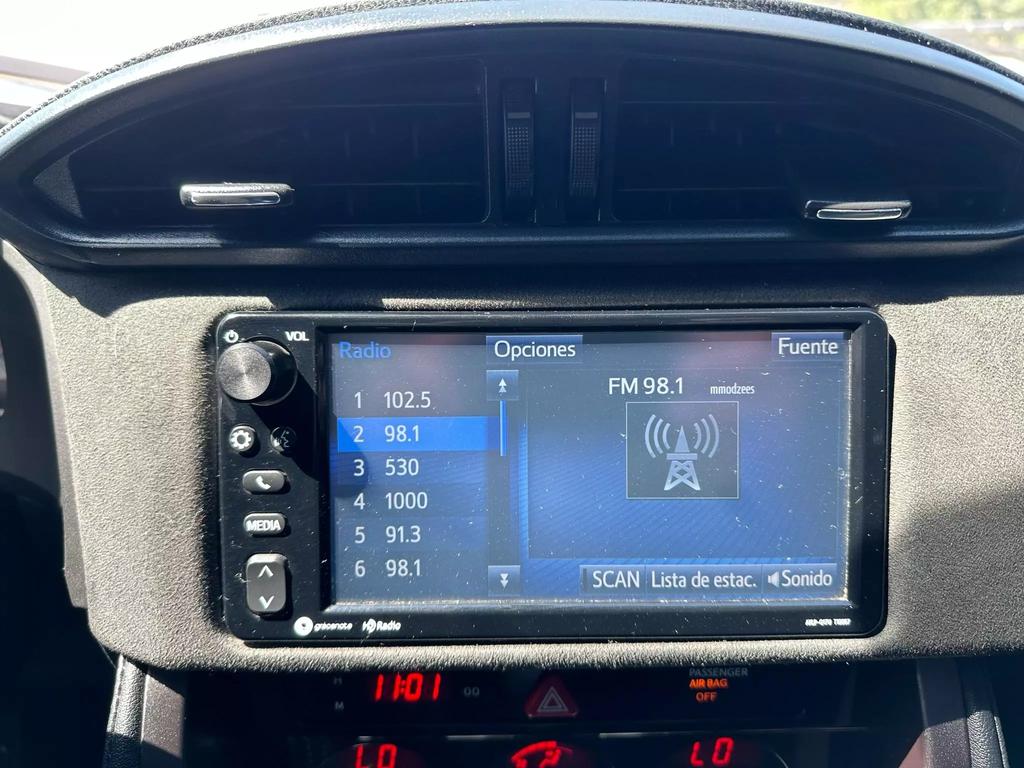 VOL
Radio
Opciones
Fuente
FM 98.1
mmodzees
1 102.5
2 98.1
3 530
4 1000
5 91.3
6 98.1
MEDIA
SCAN
Lista de estac.
Sonido
gracenote
HD Radio
H
M
11:01
00
PASSENGER
AIR BAG
OFF
LO
LO